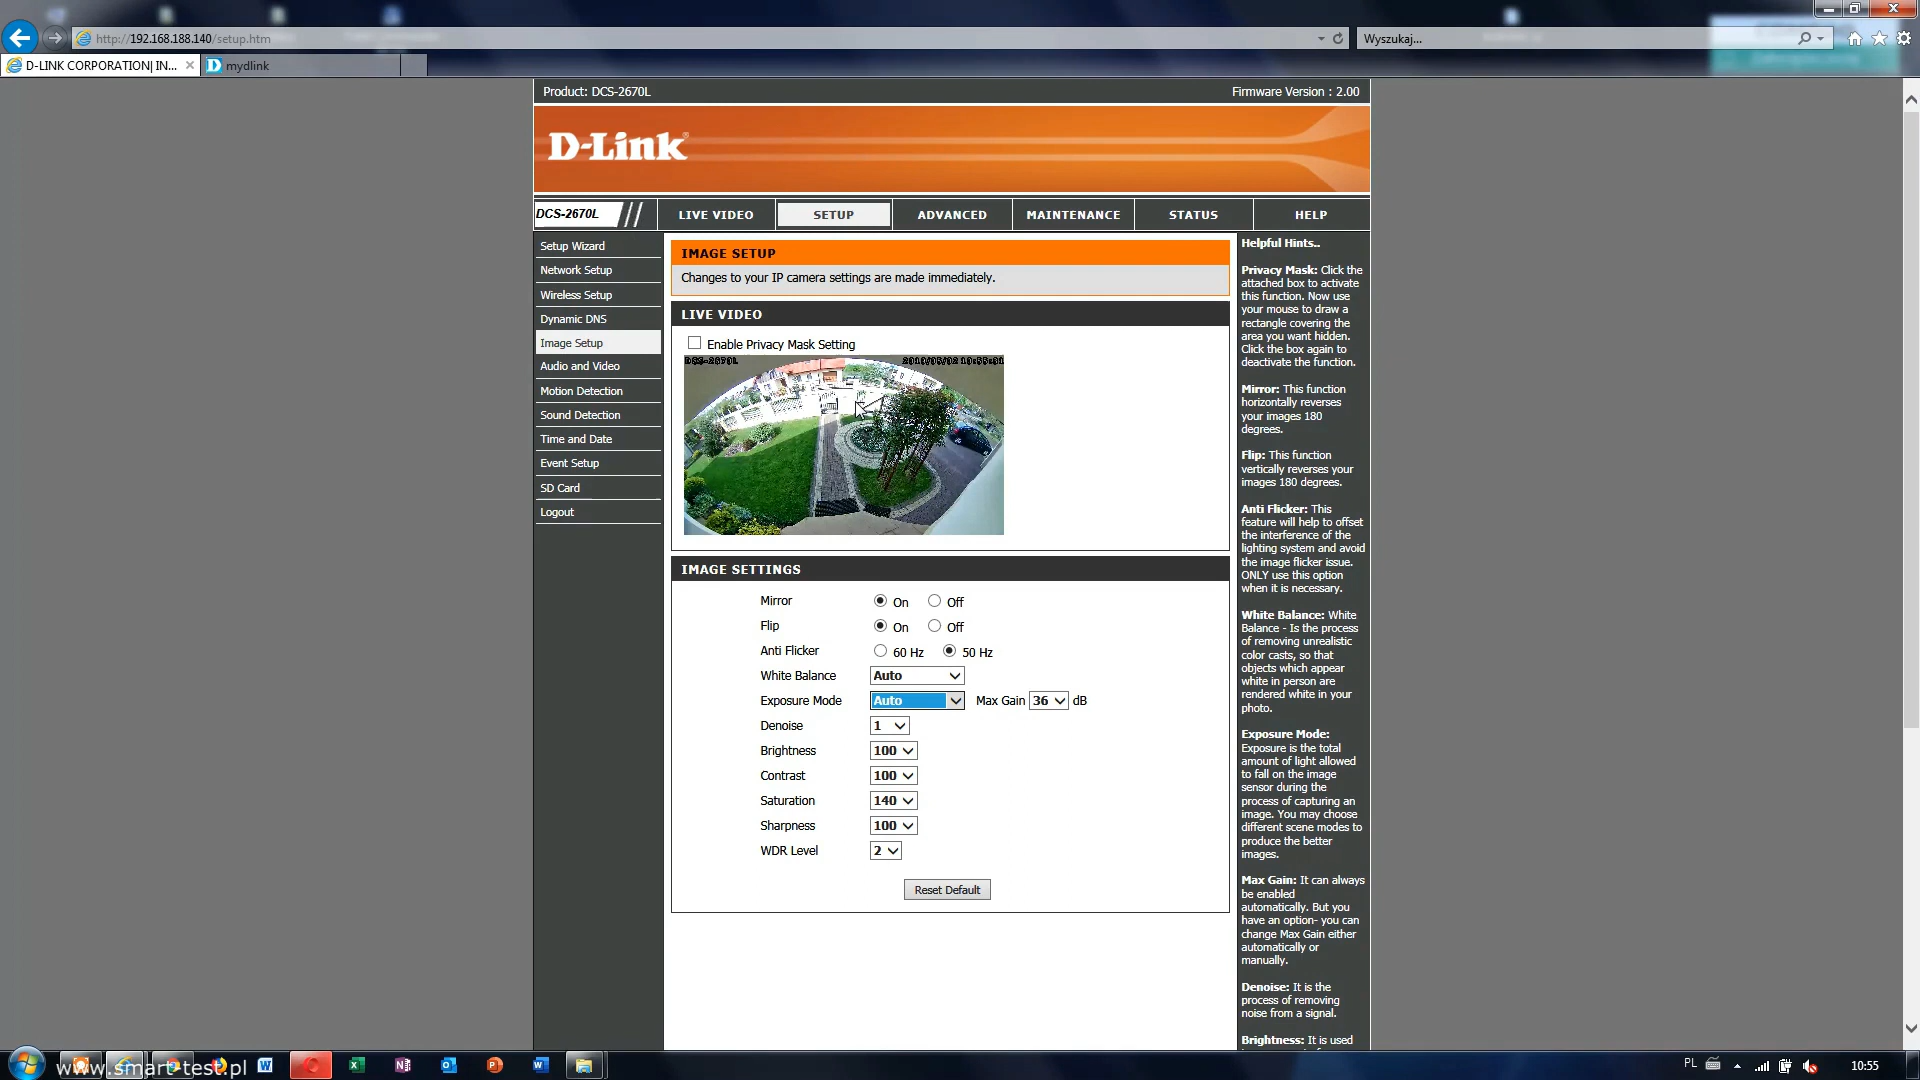 http://192.168.188.140/setup.htm
Wyszukaj...
D-LINK CORPORATION| IN...
mydlink
Product: DCS-2670L
Firmware Version : 2.00
D-Link®
DCS-2670L
LIVE VIDEO
SETUP
ADVANCED
MAINTENANCE
STATUS
HELP
Setup Wizard
Network Setup
Wireless Setup
Dynamic DNS
Image Setup
Audio and Video
Motion Detection
Sound Detection
Time and Date
Event Setup
SD Card
Logout
IMAGE SETUP
Changes to your IP camera settings are made immediately.
LIVE VIDEO
Enable Privacy Mask Setting
DCS-2670L
IMAGE SETTINGS
Mirror On Off
Flip On Off
Anti Flicker 60 Hz 50 Hz
White Balance Auto
Exposure Mode Auto Max Gain 36 dB
Denoise 1
Brightness 100
Contrast 100
Saturation 140
Sharpness 100
WDR Level 2
Reset Default
Helpful Hints..
Privacy Mask: Click the
attached box to activate
this function. Now use
your mouse to draw a
rectangle covering the
area you want hidden.
Click the box again to
deactivate the function.
Mirror: This function
horizontally reverses
your images 180
degrees.
Flip: This function
vertically reverses your
images 180 degrees.
Anti Flicker: This
feature will help to offset
the interference of the
lighting system and avoid
the image flicker issue.
ONLY use this option
when it is necessary.
White Balance: White
Balance - Is the process
of removing unrealistic
color casts, so that
objects which appear
white in person are
rendered white in your
photo.
Exposure Mode:
Exposure is the total
amount of light allowed
to fall on the image
sensor during the
process of capturing an
image. You may choose
different scene modes to
produce the better
images.
Max Gain: It can always
be enabled
automatically. But you
have an option- you can
change Max Gain either
automatically or
manually.
Denoise: It is the
process of removing
noise from a signal.
Brightness: It is used
www.smart-test.pl
PL
10:55